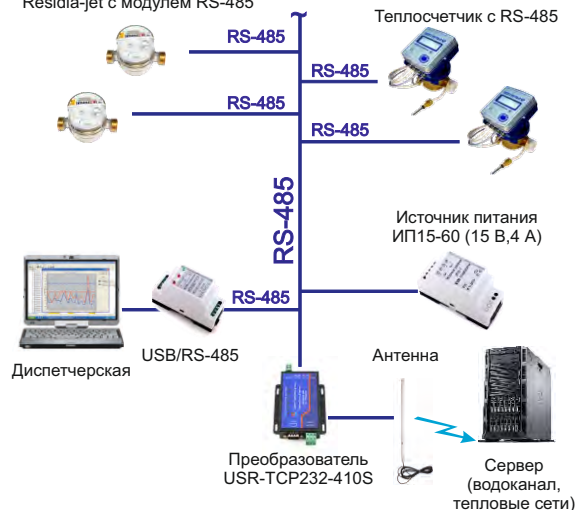 Residia-jet с модулем RS-485
Теплосчетчик с RS-485
RS-485
RS-485
RS-485
RS-485
RS-485
Источник питания
ИП15-60 (15 В,4 А)
RS-485
Диспетчерская
USB/RS-485
Антенна
Преобразователь
USR-TCP232-410S
Сервер
(водоканал,
тепловые сети)